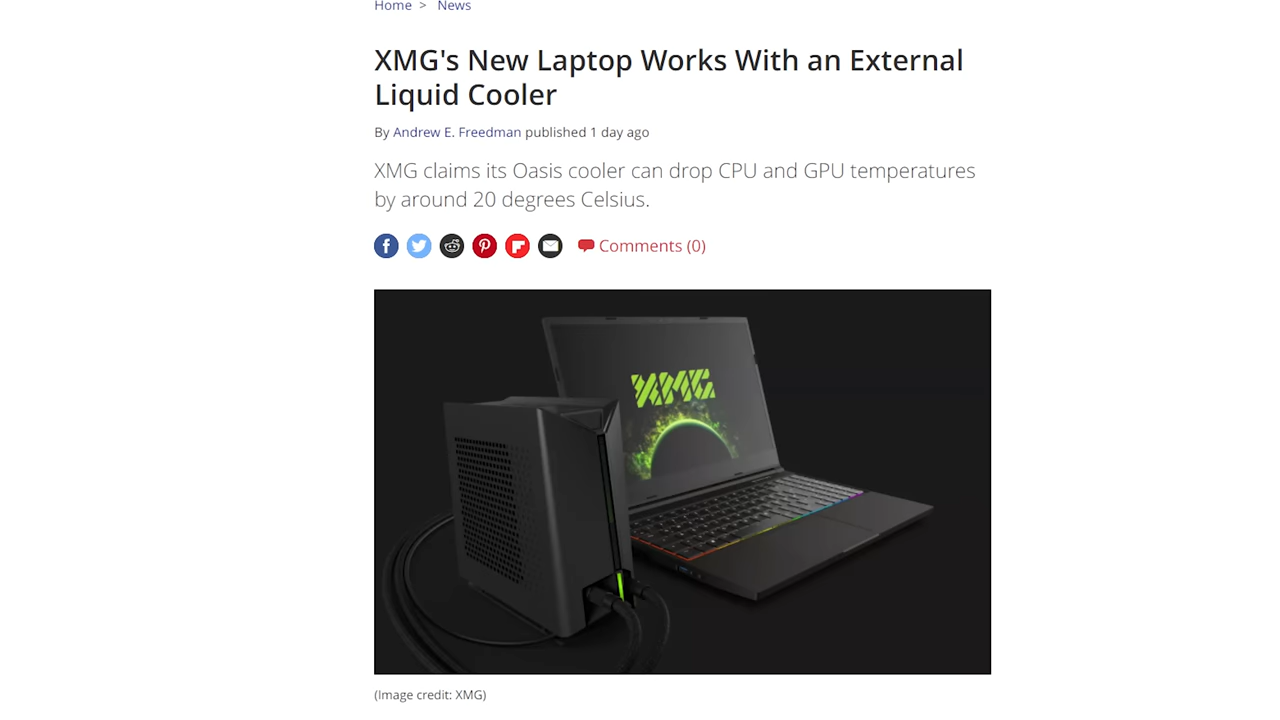 Home > News
XMG's New Laptop Works With an External
Liquid Cooler
By Andrew E. Freedman published 1 day ago
XMG claims its Oasis cooler can drop CPU and GPU temperatures
by around 20 degrees Celsius.
Comments (0)
XMG
(Image credit: XMG)